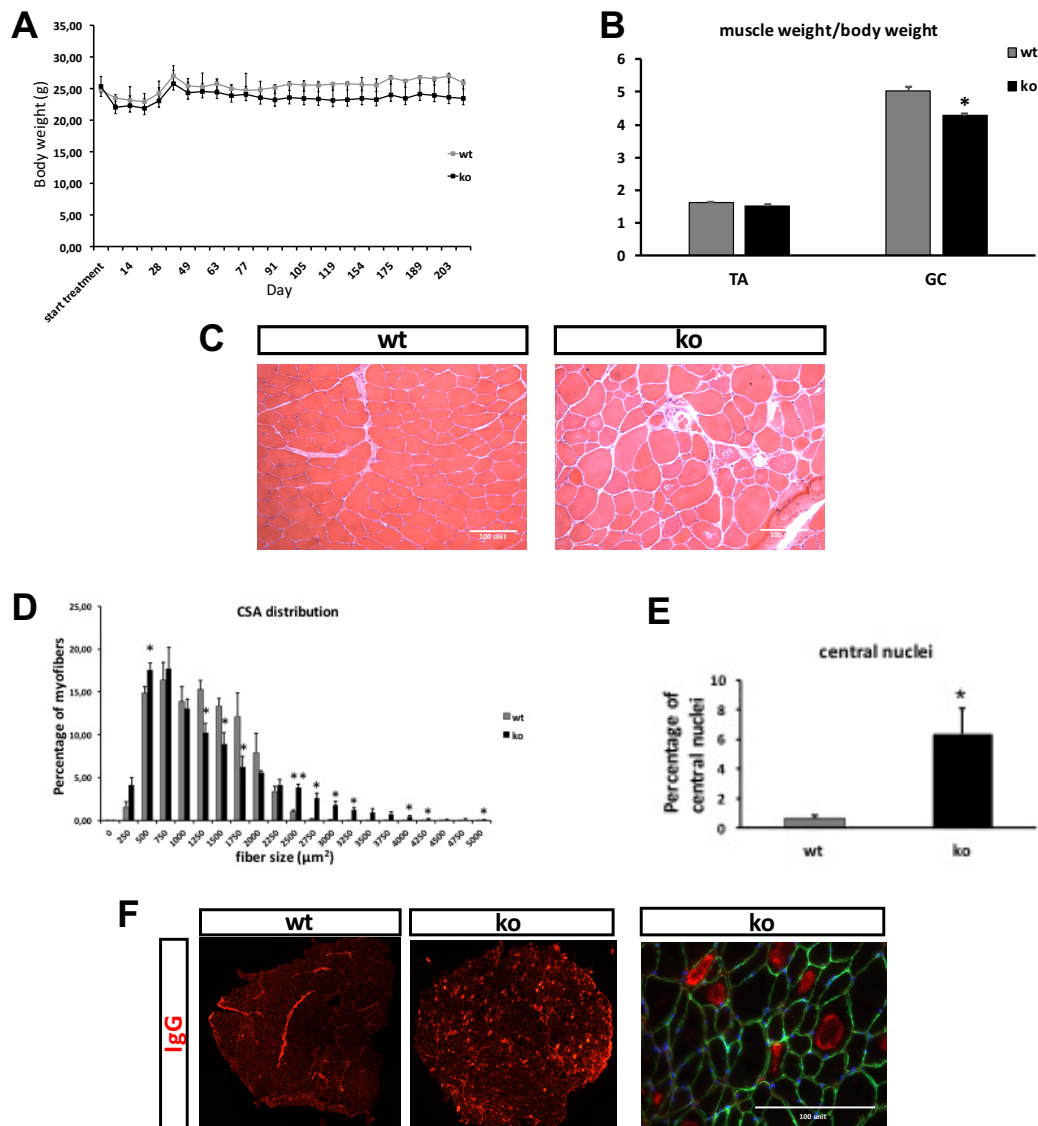 A
35,00
30,00
25,00
20,00
15,00
10,00
5,00
0,00
Body weight (g)
wt
ko
start treatment
14
28
49
63
77
91
105
119
154
175
189
203
Day
B
muscle weight/body weight
wt
ko
6
5
4
3
2
1
0
*
TA
GC
C
wt
ko
100 unit
100 unit
D
CSA distribution
25,00
20,00
15,00
10,00
5,00
0,00
Percentage of myofibers
* * * * ** * * * * * *
wt
ko
0
250
500
750
1000
1250
1500
1750
2000
2250
2500
2750
3000
3250
3500
3750
4000
4250
4500
4750
5000
fiber size (µm²)
E
central nuclei
10
8
6
4
2
0
Percentage of
central nuclei
*
wt
ko
F
wt
ko
ko
IgG
100 unit